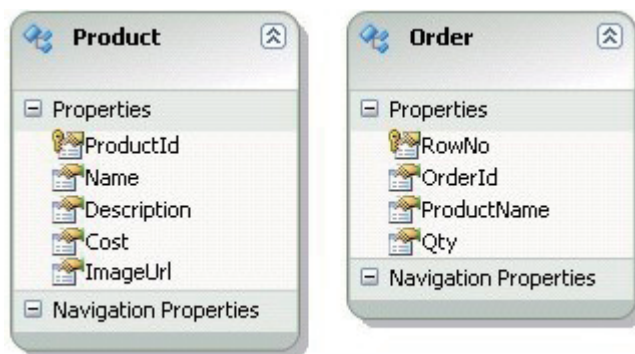 Product
Properties
ProductId
Name
Description
Cost
ImageUrl
Navigation Properties
Order
Properties
RowNo
OrderId
ProductName
Qty
Navigation Properties